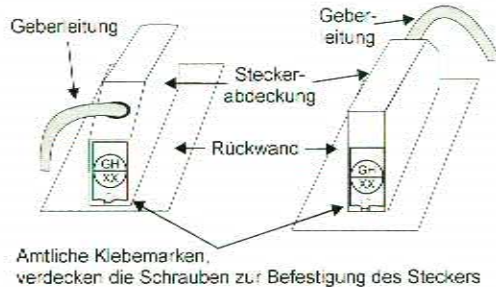 Geberleitung
Geber-
leitung
Stecker-
abdeckung
Rückwand
GH
XX
GH
XX
Amtliche Klebemarken,
verdecken die Schrauben zur Befestigung des Steckers